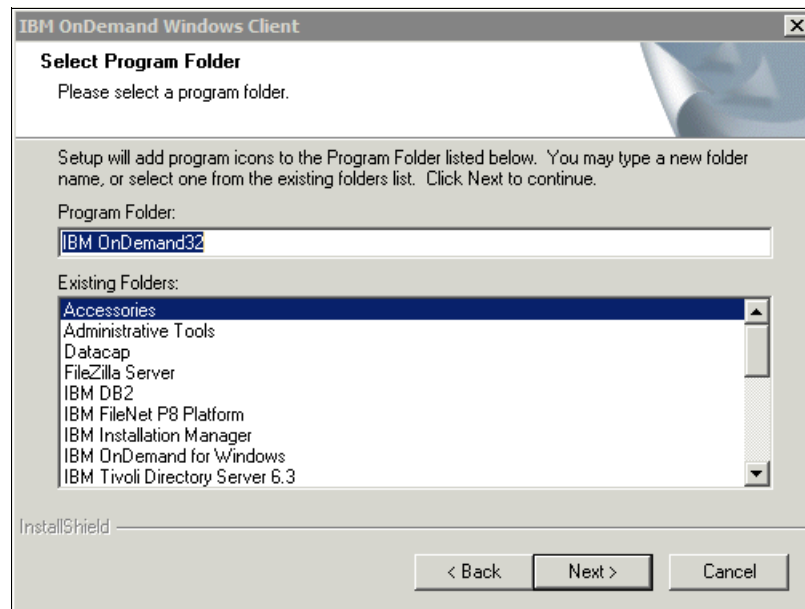 IBM OnDemand Windows Client
Select Program Folder
Please select a program folder.
Setup will add program icons to the Program Folder listed below. You may type a new folder
name, or select one from the existing folders list. Click Next to continue.
Program Folder:
IBM OnDemand32
Existing Folders:
Accessories
Administrative Tools
Datacap
FileZilla Server
IBM DB2
IBM FileNet P8 Platform
IBM Installation Manager
IBM OnDemand for Windows
IBM Tivoli Directory Server 6.3
InstallShield
< Back Next > Cancel